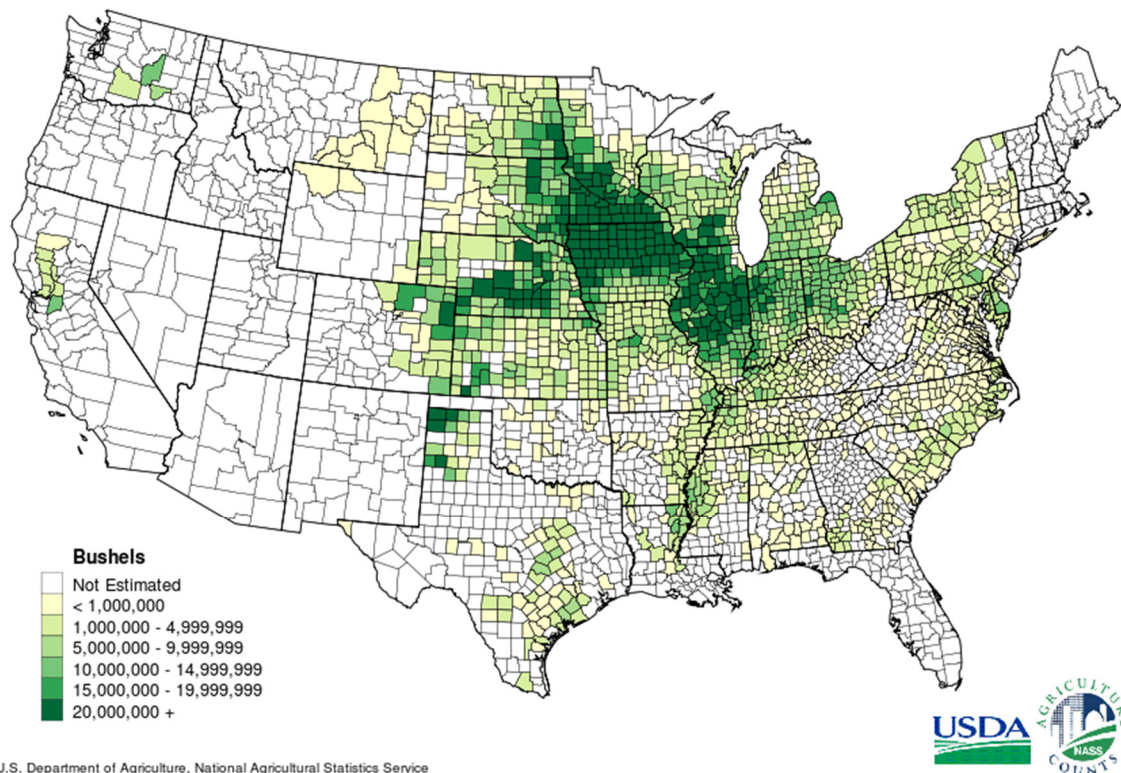 Bushels
Not Estimated
< 1,000,000
1,000,000 - 4,999,999
5,000,000 - 9,999,999
10,000,000 - 14,999,999
15,000,000 - 19,999,999
20,000,000 +
USDA
AGRICULTURE
NASS
COUNTS
U.S. Department of Agriculture, National Agricultural Statistics Service